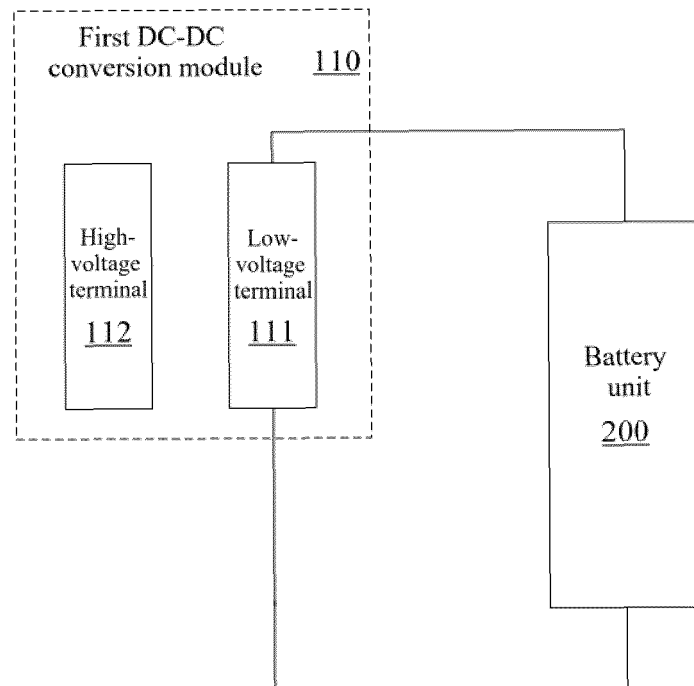 First DC-DC
conversion module 110
High-
voltage
terminal
112
Low-
voltage
terminal
111
Battery
unit
200